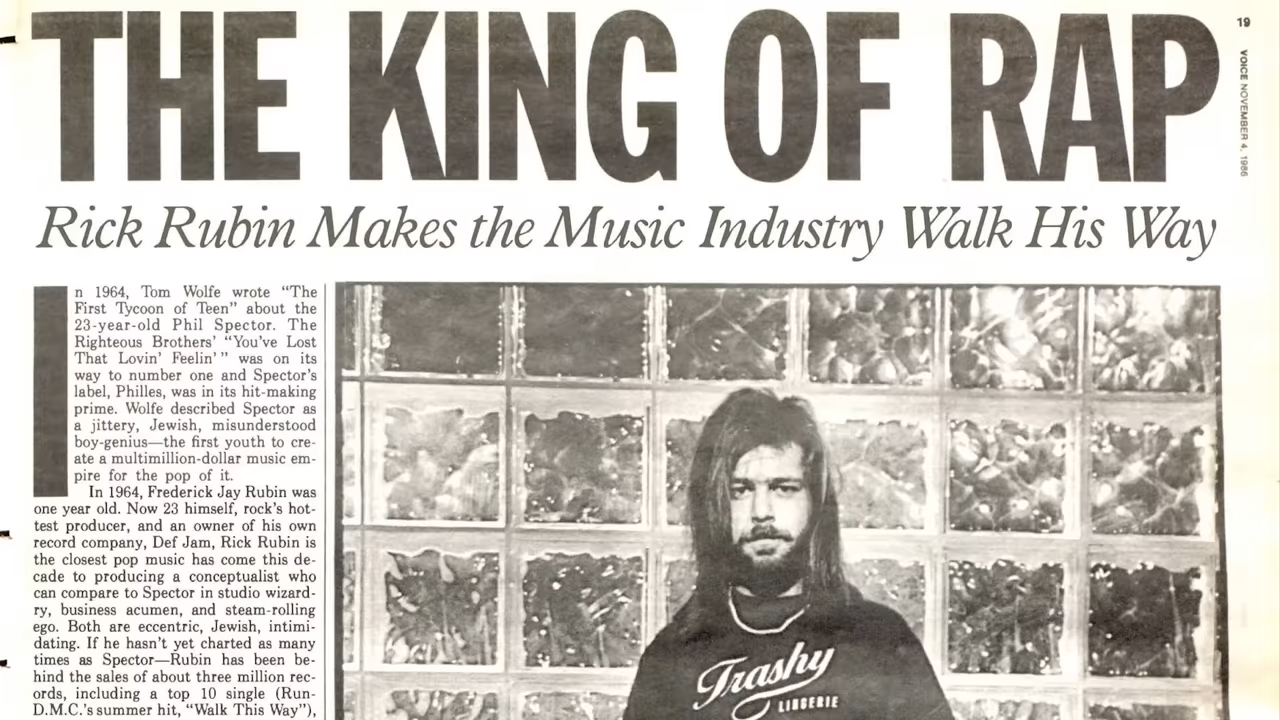 THE KING OF RAP
19
VOICE NOVEMBER 4, 1986
Rick Rubin Makes the Music Industry Walk His Way
In 1964, Tom Wolfe wrote “The
First Tycoon of Teen” about the
23-year-old Phil Spector. The
Righteous Brothers’ “You’ve Lost
That Lovin’ Feelin’” was on its
way to number one and Spector’s
label, Philles, was in its hit-making
prime. Wolfe described Spector as
a jittery, Jewish, misunderstood
boy-genius—the first youth to cre-
ate a multimillion-dollar music em-
pire for the pop of it.
In 1964, Frederick Jay Rubin was
one year old. Now 23 himself, rock’s hot-
test producer, and an owner of his own
record company, Def Jam, Rick Rubin is
the closest pop music has come this de-
cade to producing a conceptualist who
can compare to Spector in studio wizard-
ry, business acumen, and steam-rolling
ego. Both are eccentric, Jewish, intimi-
dating. If he hasn’t yet charted as many
times as Spector—Rubin has been be-
hind the sales of about three million rec-
ords, including a top 10 single (Run-
D.M.C.’s summer hit, “Walk This Way”),
Trashy
LINGERIE